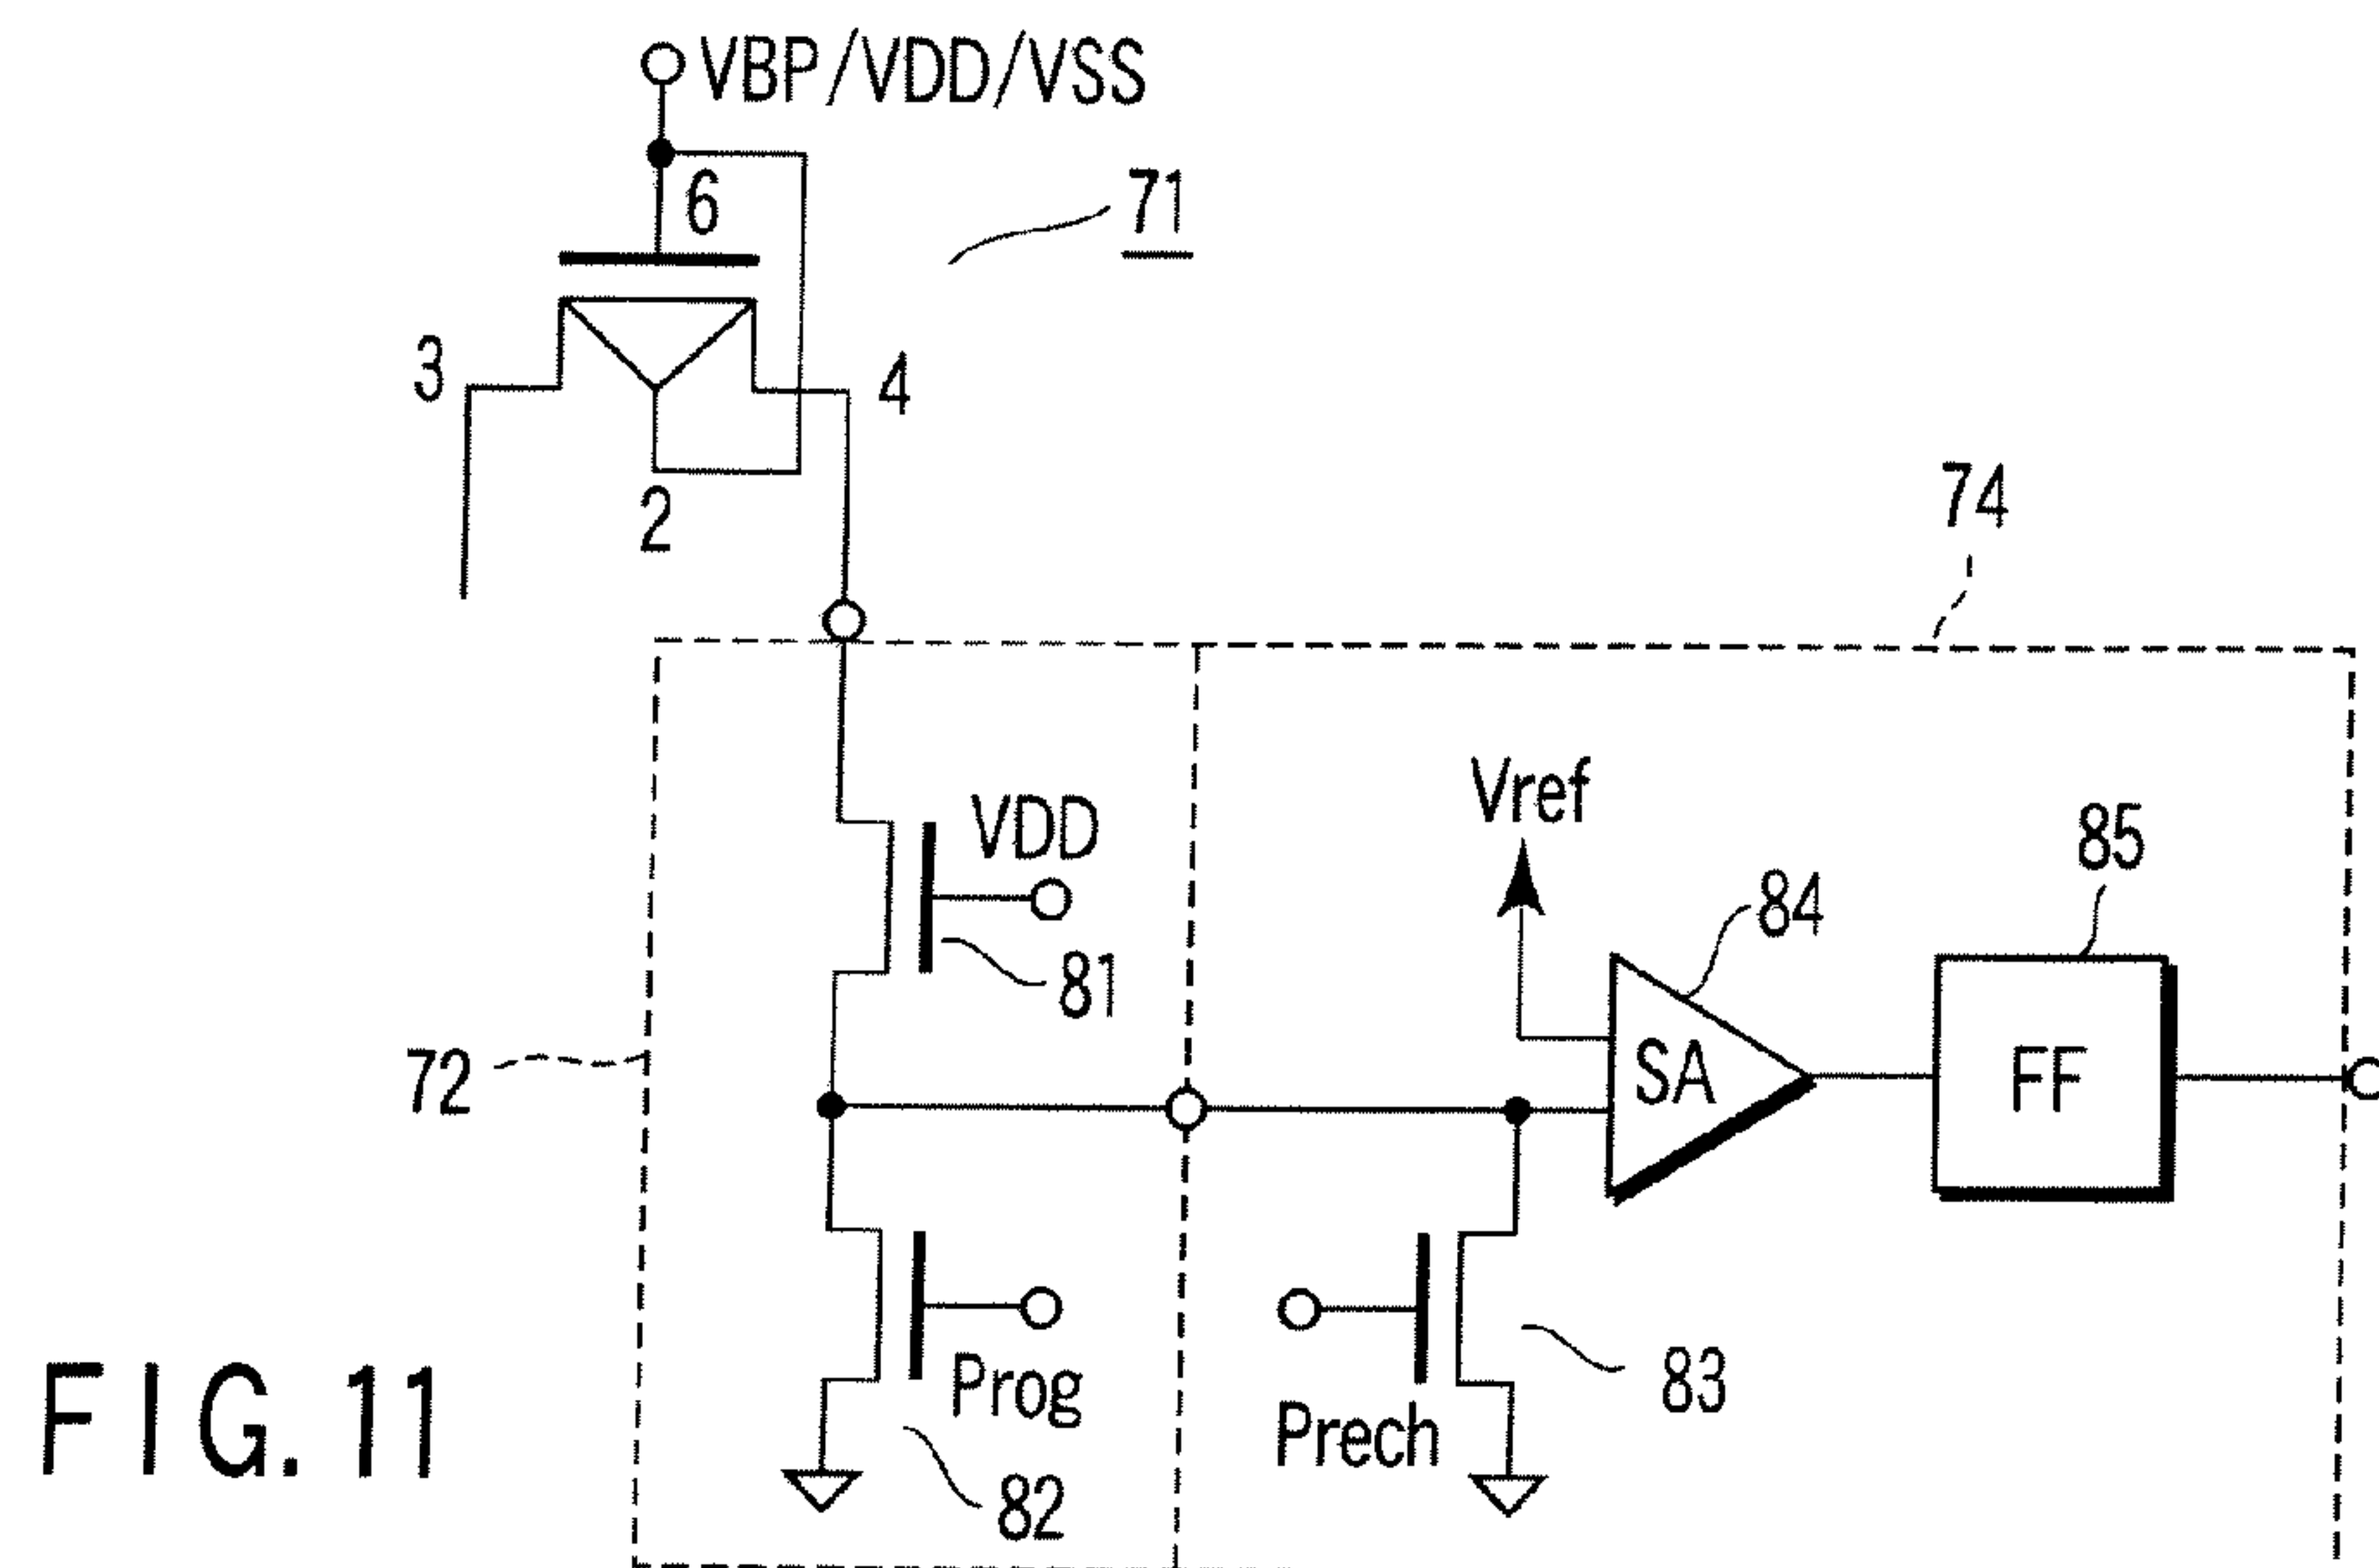 VBP/VDD/VSS
6
71
3
4
2
74
VDD
Vref
85
84
81
SA
FF
72
Prog
Prech
83
82
FIG. 11